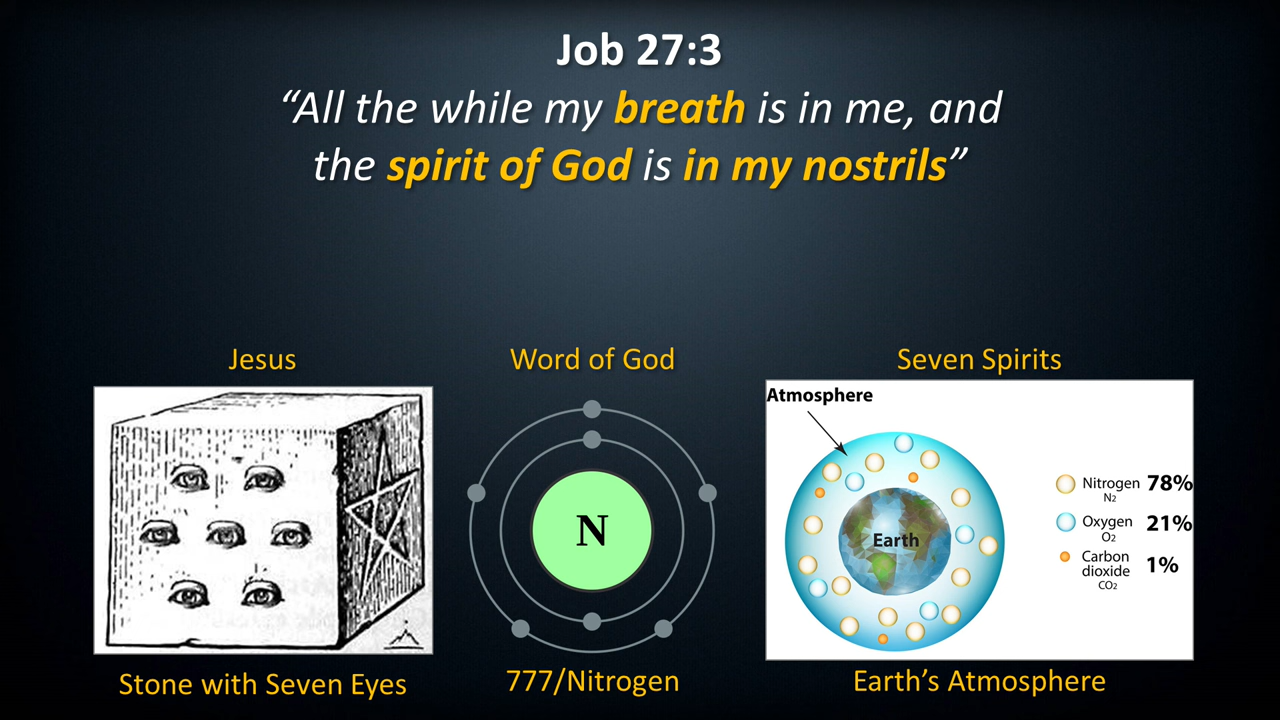 Job 27:3
“All the while my breath is in me, and
the spirit of God is in my nostrils”
Jesus
Word of God
Seven Spirits
Atmosphere
Earth
N
Nitrogen 78%
N2
Oxygen 21%
O2
Carbon
dioxide 1%
CO2
Stone with Seven Eyes
777/Nitrogen
Earth’s Atmosphere